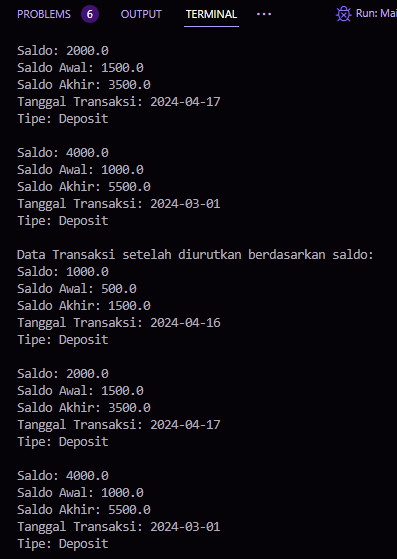 PROBLEMS 6 OUTPUT TERMINAL ... Run: Mai
Saldo: 2000.0
Saldo Awal: 1500.0
Saldo Akhir: 3500.0
Tanggal Transaksi: 2024-04-17
Tipe: Deposit
Saldo: 4000.0
Saldo Awal: 1000.0
Saldo Akhir: 5500.0
Tanggal Transaksi: 2024-03-01
Tipe: Deposit
Data Transaksi setelah diurutkan berdasarkan saldo:
Saldo: 1000.0
Saldo Awal: 500.0
Saldo Akhir: 1500.0
Tanggal Transaksi: 2024-04-16
Tipe: Deposit
Saldo: 2000.0
Saldo Awal: 1500.0
Saldo Akhir: 3500.0
Tanggal Transaksi: 2024-04-17
Tipe: Deposit
Saldo: 4000.0
Saldo Awal: 1000.0
Saldo Akhir: 5500.0
Tanggal Transaksi: 2024-03-01
Tipe: Deposit